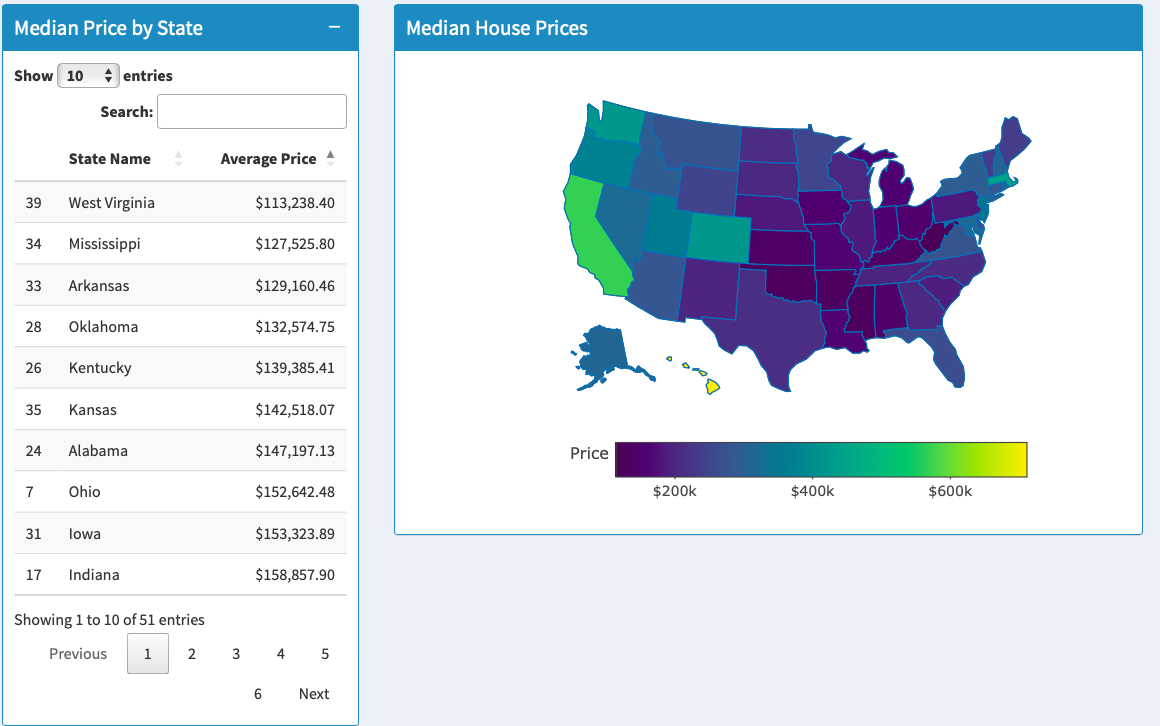 Median Price by State
Show 10 entries
Search:
State Name Average Price
39 West Virginia $113,238.40
34 Mississippi $127,525.80
33 Arkansas $129,160.46
28 Oklahoma $132,574.75
26 Kentucky $139,385.41
35 Kansas $142,518.07
24 Alabama $147,197.13
7 Ohio $152,642.48
31 Iowa $153,323.89
17 Indiana $158,857.90
Showing 1 to 10 of 51 entries
Previous 1 2 3 4 5
6 Next
Median House Prices
Price
$200k $400k $600k